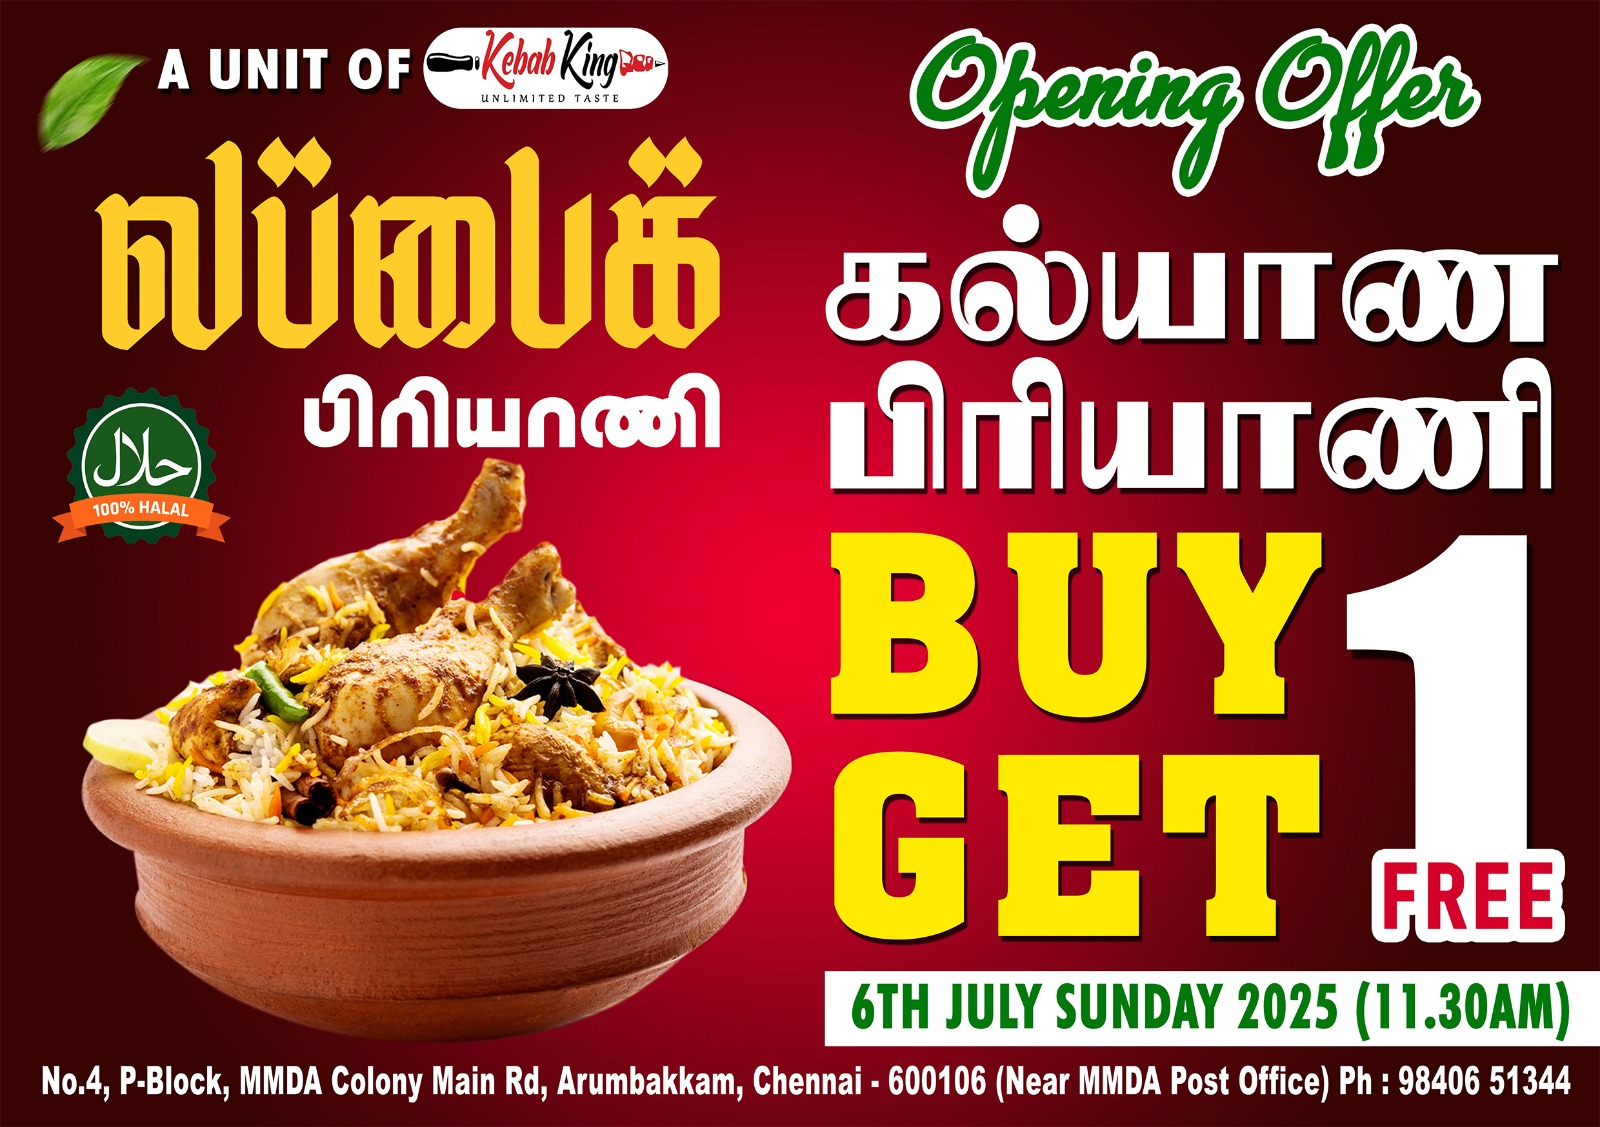 A UNIT OF Kebab King
UNLIMITED TASTE
லப்பைக்
பிரியாணி
حلال
100% HALAL
Opening Offer
கல்யாண
பிரியாணி
BUY 1
GET 1
FREE
6TH JULY SUNDAY 2025 (11.30AM)
No.4, P-Block, MMDA Colony Main Rd, Arumbakkam, Chennai - 600106 (Near MMDA Post Office) Ph : 98406 51344